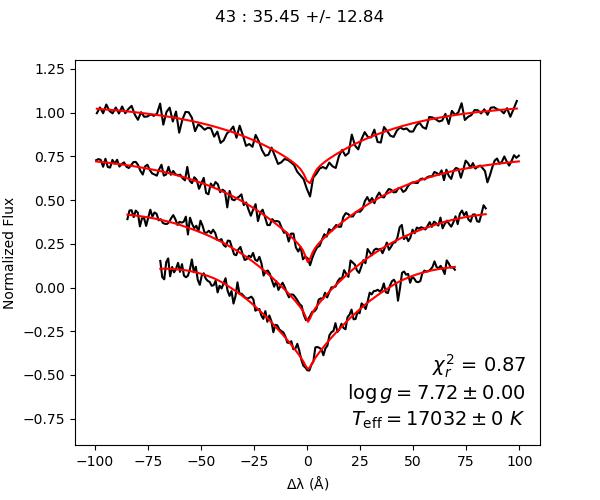 43 : 35.45 +/- 12.84
Normalized Flux
1.25
1.00
0.75
0.50
0.25
0.00
−0.25
−0.50
−0.75
χ²ᵣ = 0.87
log g = 7.72 ± 0.00
T_eff = 17032 ± 0 K
−100 −75 −50 −25 0 25 50 75 100
Δλ (Å)